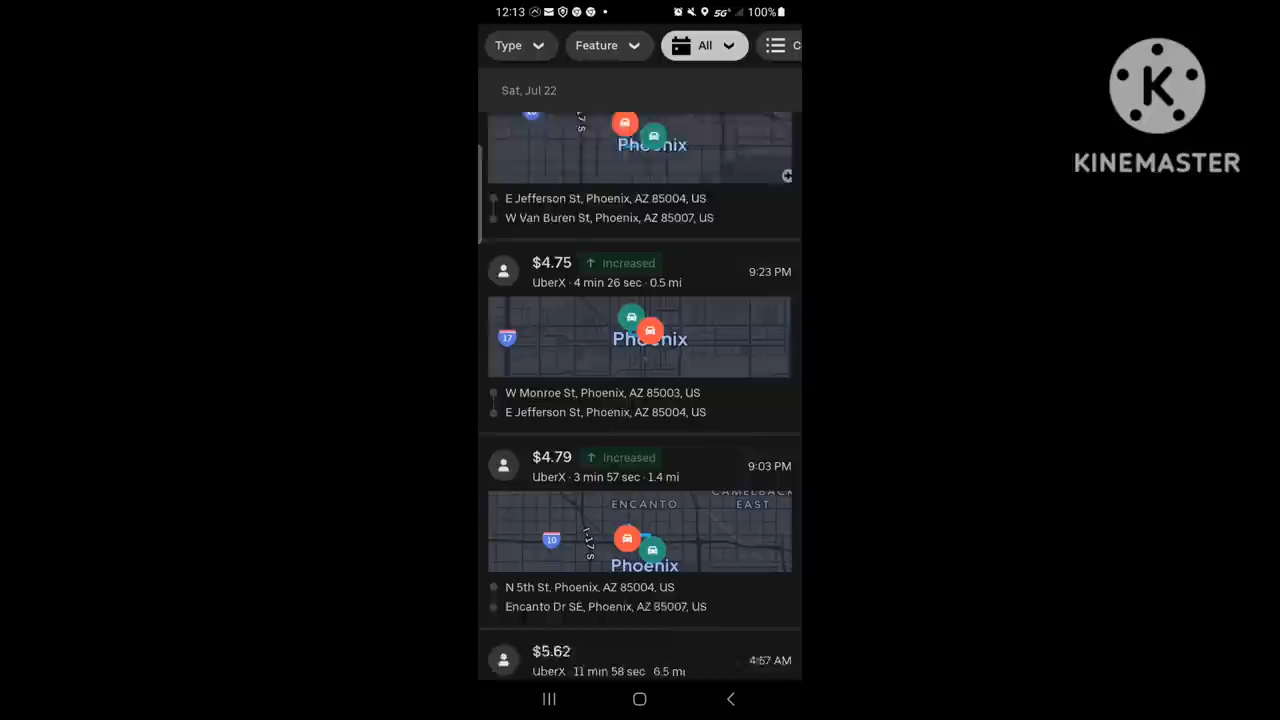 12:13
5G
100%
Type
Feature
All
C
Sat, Jul 22
17 S
Phoenix
E Jefferson St, Phoenix, AZ 85004, US
W Van Buren St, Phoenix, AZ 85007, US
$4.75 ↑ Increased
9:23 PM
UberX · 4 min 26 sec · 0.5 mi
17
Phoenix
W Monroe St, Phoenix, AZ 85003, US
E Jefferson St, Phoenix, AZ 85004, US
$4.79 ↑ Increased
9:03 PM
UberX · 3 min 57 sec · 1.4 mi
ENCANTO
CAMELBACK
EAST
10
I-17 S
Phoenix
N 5th St, Phoenix, AZ 85004, US
Encanto Dr SE, Phoenix, AZ 85007, US
$5.62
4:57 AM
UberX · 11 min 58 sec · 6.5 mi
K
KINEMASTER